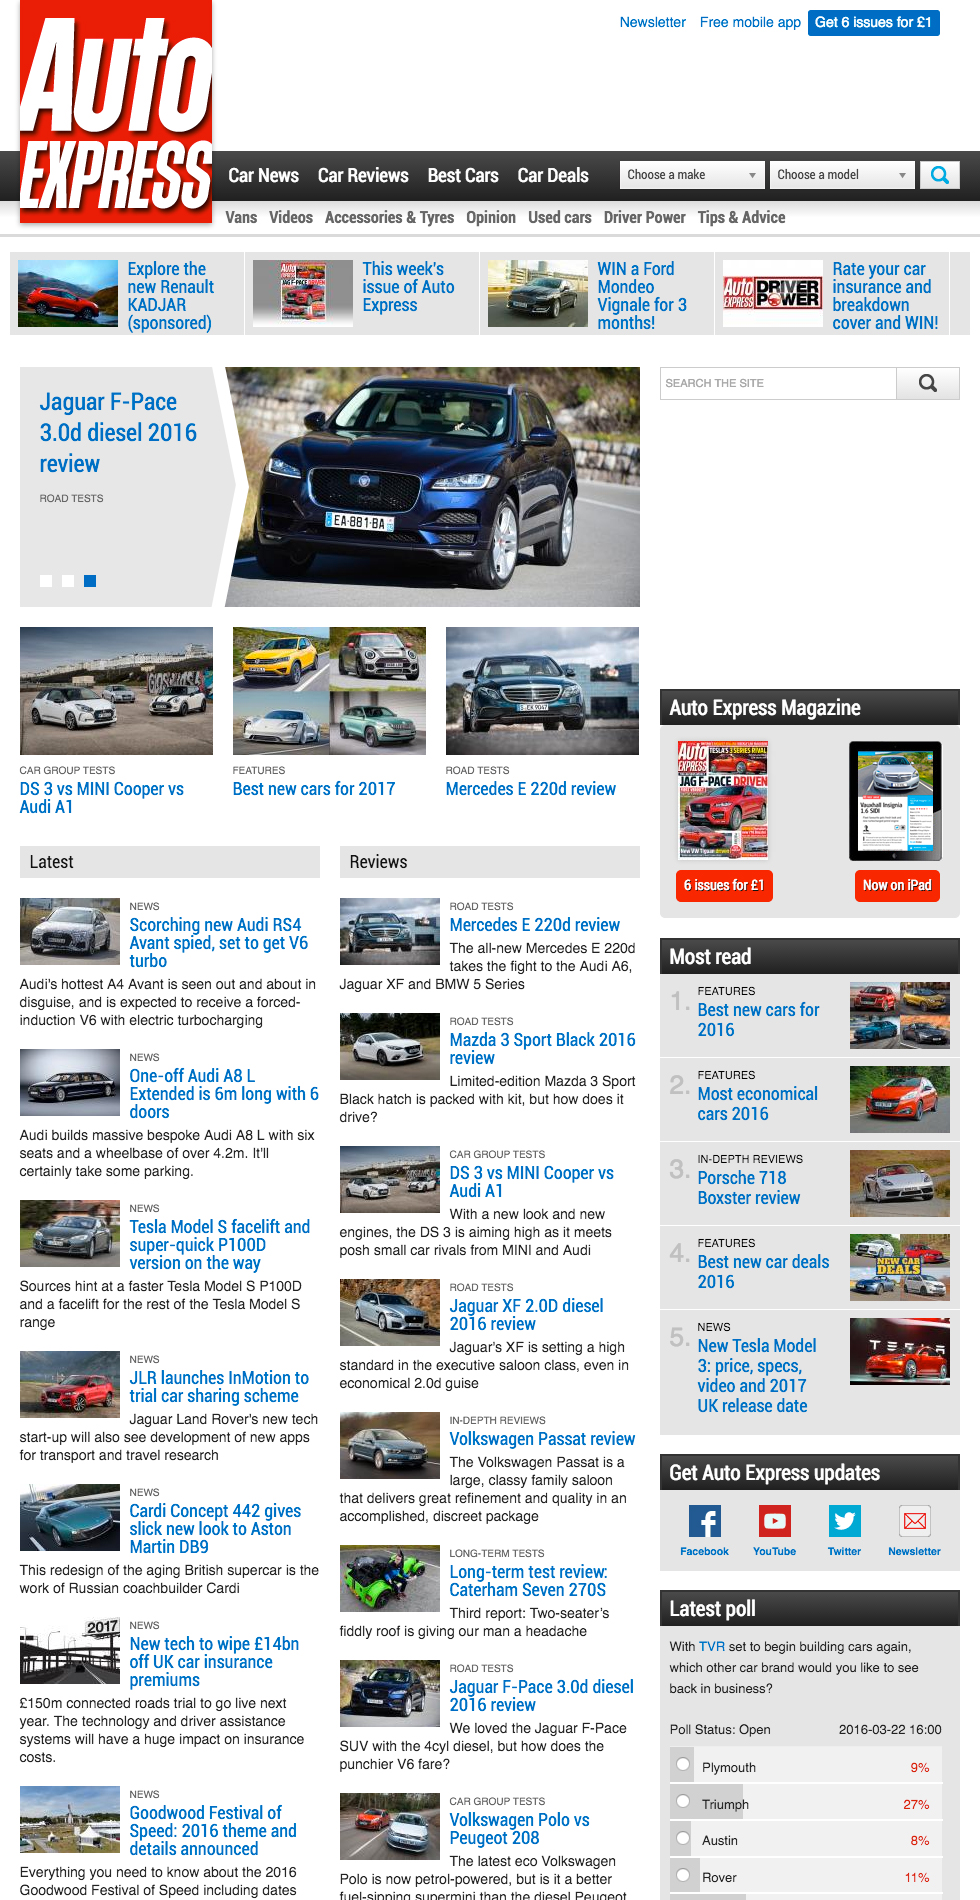 Newsletter
Free mobile app
Get 6 issues for £1
Auto
EXPRESS
Car News
Car Reviews
Best Cars
Car Deals
Choose a make
Choose a model
Vans
Videos
Accessories & Tyres
Opinion
Used cars
Driver Power
Tips & Advice
Explore the
new Renault
KADJAR
(sponsored)
This week's
issue of Auto
Express
WIN a Ford
Mondeo
Vignale for 3
months!
Auto
EXPRESS
DRIVER
POWER
Rate your car
insurance and
breakdown
cover and WIN!
Jaguar F-Pace
3.0d diesel 2016
review
ROAD TESTS
EA-881-BA
SEARCH THE SITE
CAR GROUP TESTS
DS 3 vs MINI Cooper vs
Audi A1
FEATURES
Best new cars for 2017
ROAD TESTS
Mercedes E 220d review
Auto Express Magazine
Auto
EXPRESS
TESLA'S 3 SERIES RIVAL
JAG F-PACE DRIVEN
Vauxhall Insignia
1.6 SIDI
6 issues for £1
Now on iPad
Latest
NEWS
Scorching new Audi RS4
Avant spied, set to get V6
turbo
Audi's hottest A4 Avant is seen out and about in
disguise, and is expected to receive a forced-
induction V6 with electric turbocharging
NEWS
One-off Audi A8 L
Extended is 6m long with 6
doors
Audi builds massive bespoke Audi A8 L with six
seats and a wheelbase of over 4.2m. It'll
certainly take some parking.
NEWS
Tesla Model S facelift and
super-quick P100D
version on the way
Sources hint at a faster Tesla Model S P100D
and a facelift for the rest of the Tesla Model S
range
NEWS
JLR launches InMotion to
trial car sharing scheme
Jaguar Land Rover's new tech
start-up will also see development of new apps
for transport and travel research
NEWS
Cardi Concept 442 gives
slick new look to Aston
Martin DB9
This redesign of the aging British supercar is the
work of Russian coachbuilder Cardi
2017
NEWS
New tech to wipe £14bn
off UK car insurance
premiums
£150m connected roads trial to go live next
year. The technology and driver assistance
systems will have a huge impact on insurance
costs.
NEWS
Goodwood Festival of
Speed: 2016 theme and
details announced
Everything you need to know about the 2016
Goodwood Festival of Speed including dates
Reviews
ROAD TESTS
Mercedes E 220d review
The all-new Mercedes E 220d
takes the fight to the Audi A6,
Jaguar XF and BMW 5 Series
ROAD TESTS
Mazda 3 Sport Black 2016
review
Limited-edition Mazda 3 Sport
Black hatch is packed with kit, but how does it
drive?
CAR GROUP TESTS
DS 3 vs MINI Cooper vs
Audi A1
With a new look and new
engines, the DS 3 is aiming high as it meets
posh small car rivals from MINI and Audi
ROAD TESTS
Jaguar XF 2.0D diesel
2016 review
Jaguar's XF is setting a high
standard in the executive saloon class, even in
economical 2.0d guise
IN-DEPTH REVIEWS
Volkswagen Passat review
The Volkswagen Passat is a
large, classy family saloon
that delivers great refinement and quality in an
accomplished, discreet package
LONG-TERM TESTS
Long-term test review:
Caterham Seven 270S
Third report: Two-seater's
fiddly roof is giving our man a headache
ROAD TESTS
Jaguar F-Pace 3.0d diesel
2016 review
We loved the Jaguar F-Pace
SUV with the 4cyl diesel, but how does the
punchier V6 fare?
CAR GROUP TESTS
Volkswagen Polo vs
Peugeot 208
The latest eco Volkswagen
Polo is now petrol-powered, but is it a better
fuel-sipping supermini than the diesel Peugeot
Most read
1.
FEATURES
Best new cars for
2016
2.
FEATURES
Most economical
cars 2016
3.
IN-DEPTH REVIEWS
Porsche 718
Boxster review
4.
FEATURES
Best new car deals
2016
NEW CAR
DEALS
5.
NEWS
New Tesla Model
3: price, specs,
video and 2017
UK release date
TESLA
Get Auto Express updates
Facebook
YouTube
Twitter
Newsletter
Latest poll
With TVR set to begin building cars again,
which other car brand would you like to see
back in business?
Poll Status: Open
2016-03-22 16:00
Plymouth
9%
Triumph
27%
Austin
8%
Rover
11%